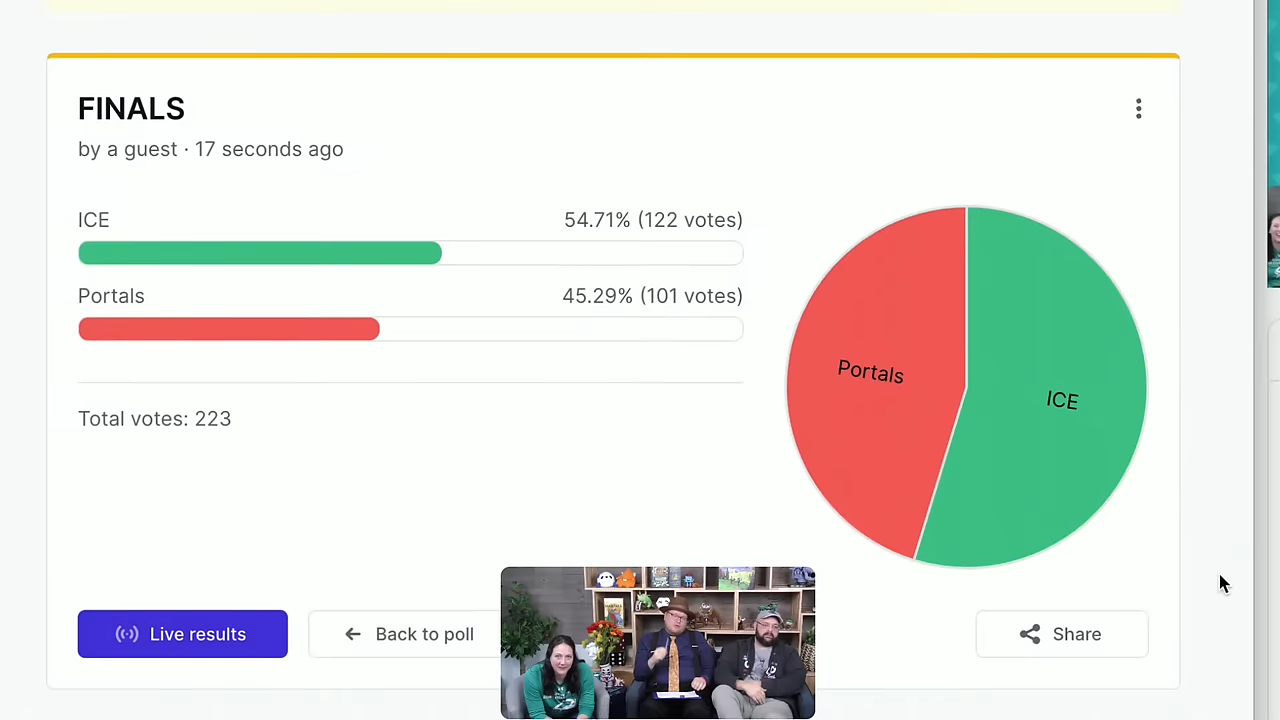 FINALS
by a guest · 17 seconds ago
ICE
54.71% (122 votes)
Portals
45.29% (101 votes)
Total votes: 223
Portals
ICE
Live results
Back to poll
Share